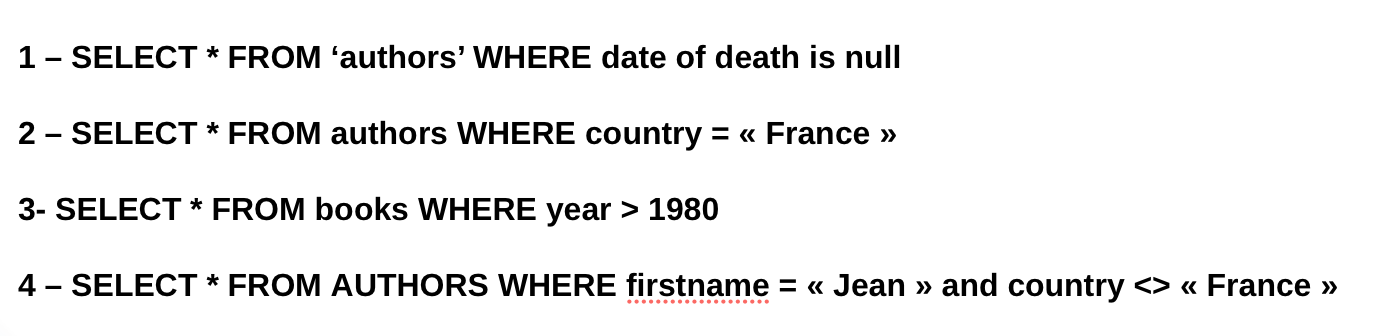 1 – SELECT * FROM ‘authors’ WHERE date of death is null
2 – SELECT * FROM authors WHERE country = « France »
3- SELECT * FROM books WHERE year > 1980
4 – SELECT * FROM AUTHORS WHERE firstname = « Jean » and country <> « France »